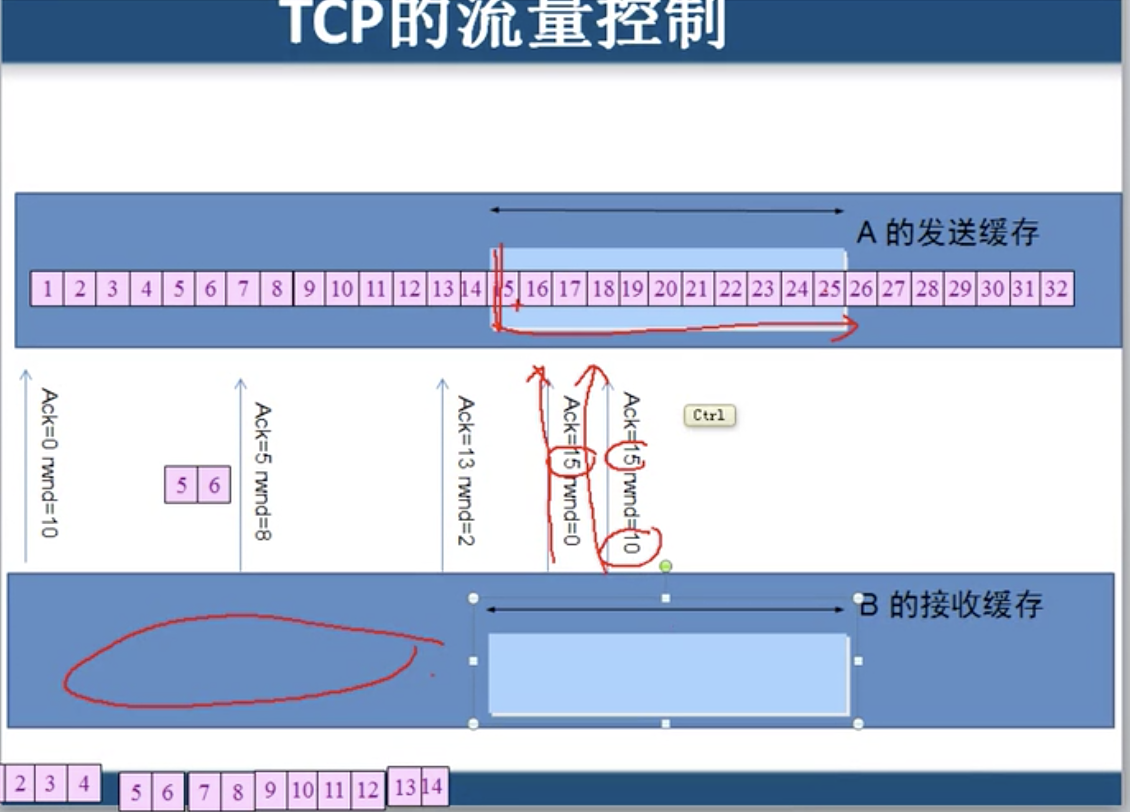 TCP的流量控制
A 的发送缓存
1 2 3 4 5 6 7 8 9 10 11 12 13 14 15 16 17 18 19 20 21 22 23 24 25 26 27 28 29 30 31 32
Ack=0 rwnd=10
5 6
Ack=5 rwnd=8
Ack=13 rwnd=2
Ack=15 rwnd=0
Ack=15 rwnd=10
Ctrl
B 的接收缓存
2 3 4 5 6 7 8 9 10 11 12 13 14